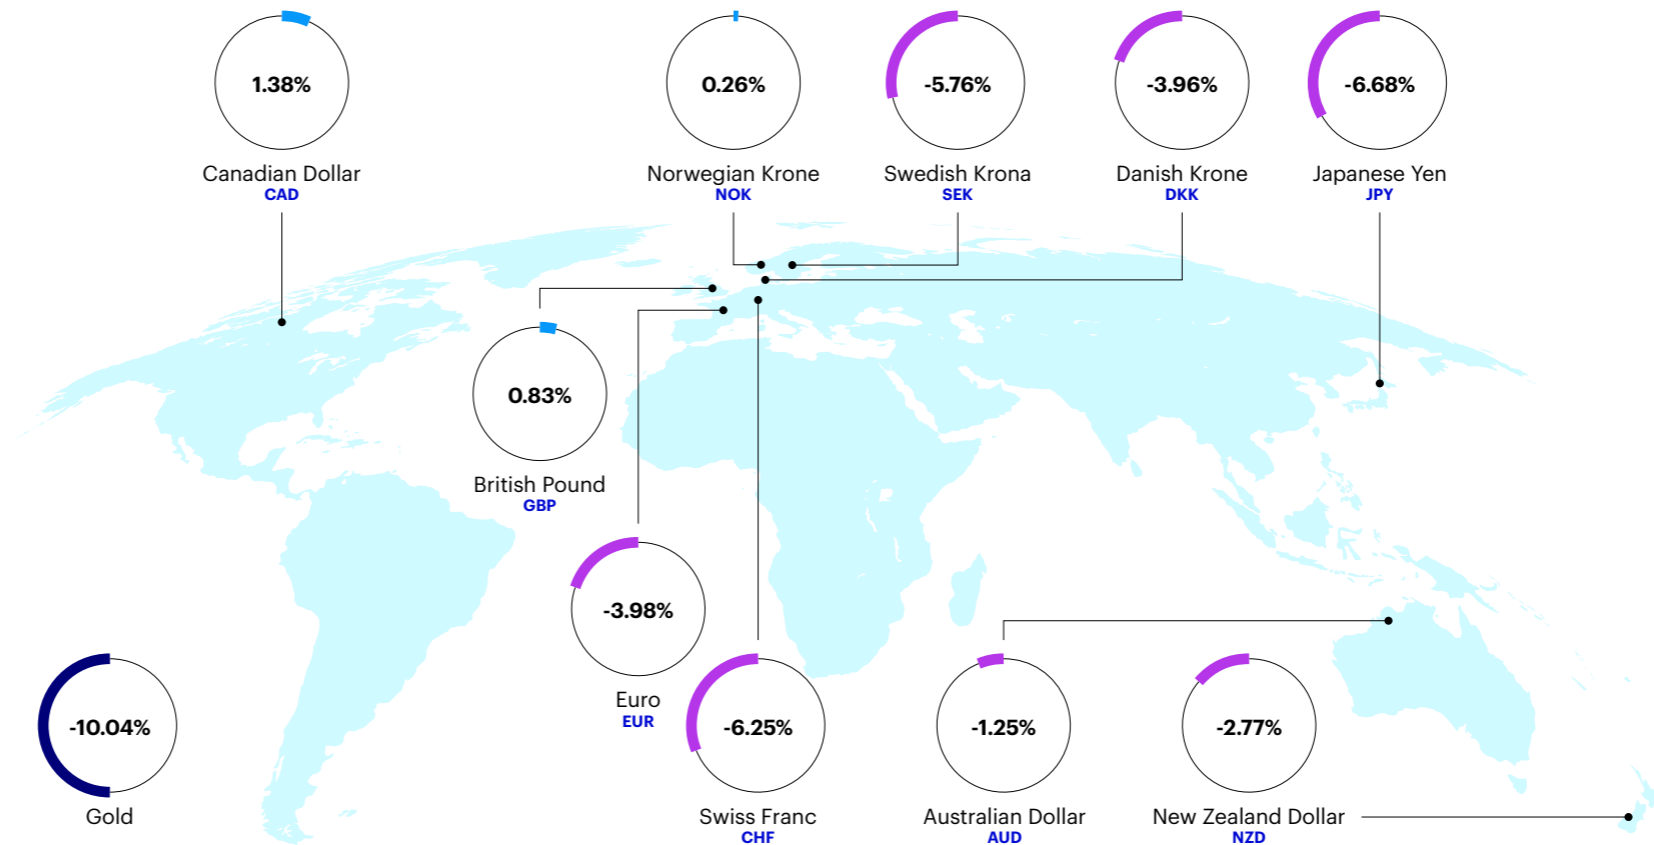 1.38%
Canadian Dollar
CAD
0.26%
Norwegian Krone
NOK
-5.76%
Swedish Krona
SEK
-3.96%
Danish Krone
DKK
-6.68%
Japanese Yen
JPY
0.83%
British Pound
GBP
-3.98%
Euro
EUR
-10.04%
Gold
-6.25%
Swiss Franc
CHF
-1.25%
Australian Dollar
AUD
-2.77%
New Zealand Dollar
NZD